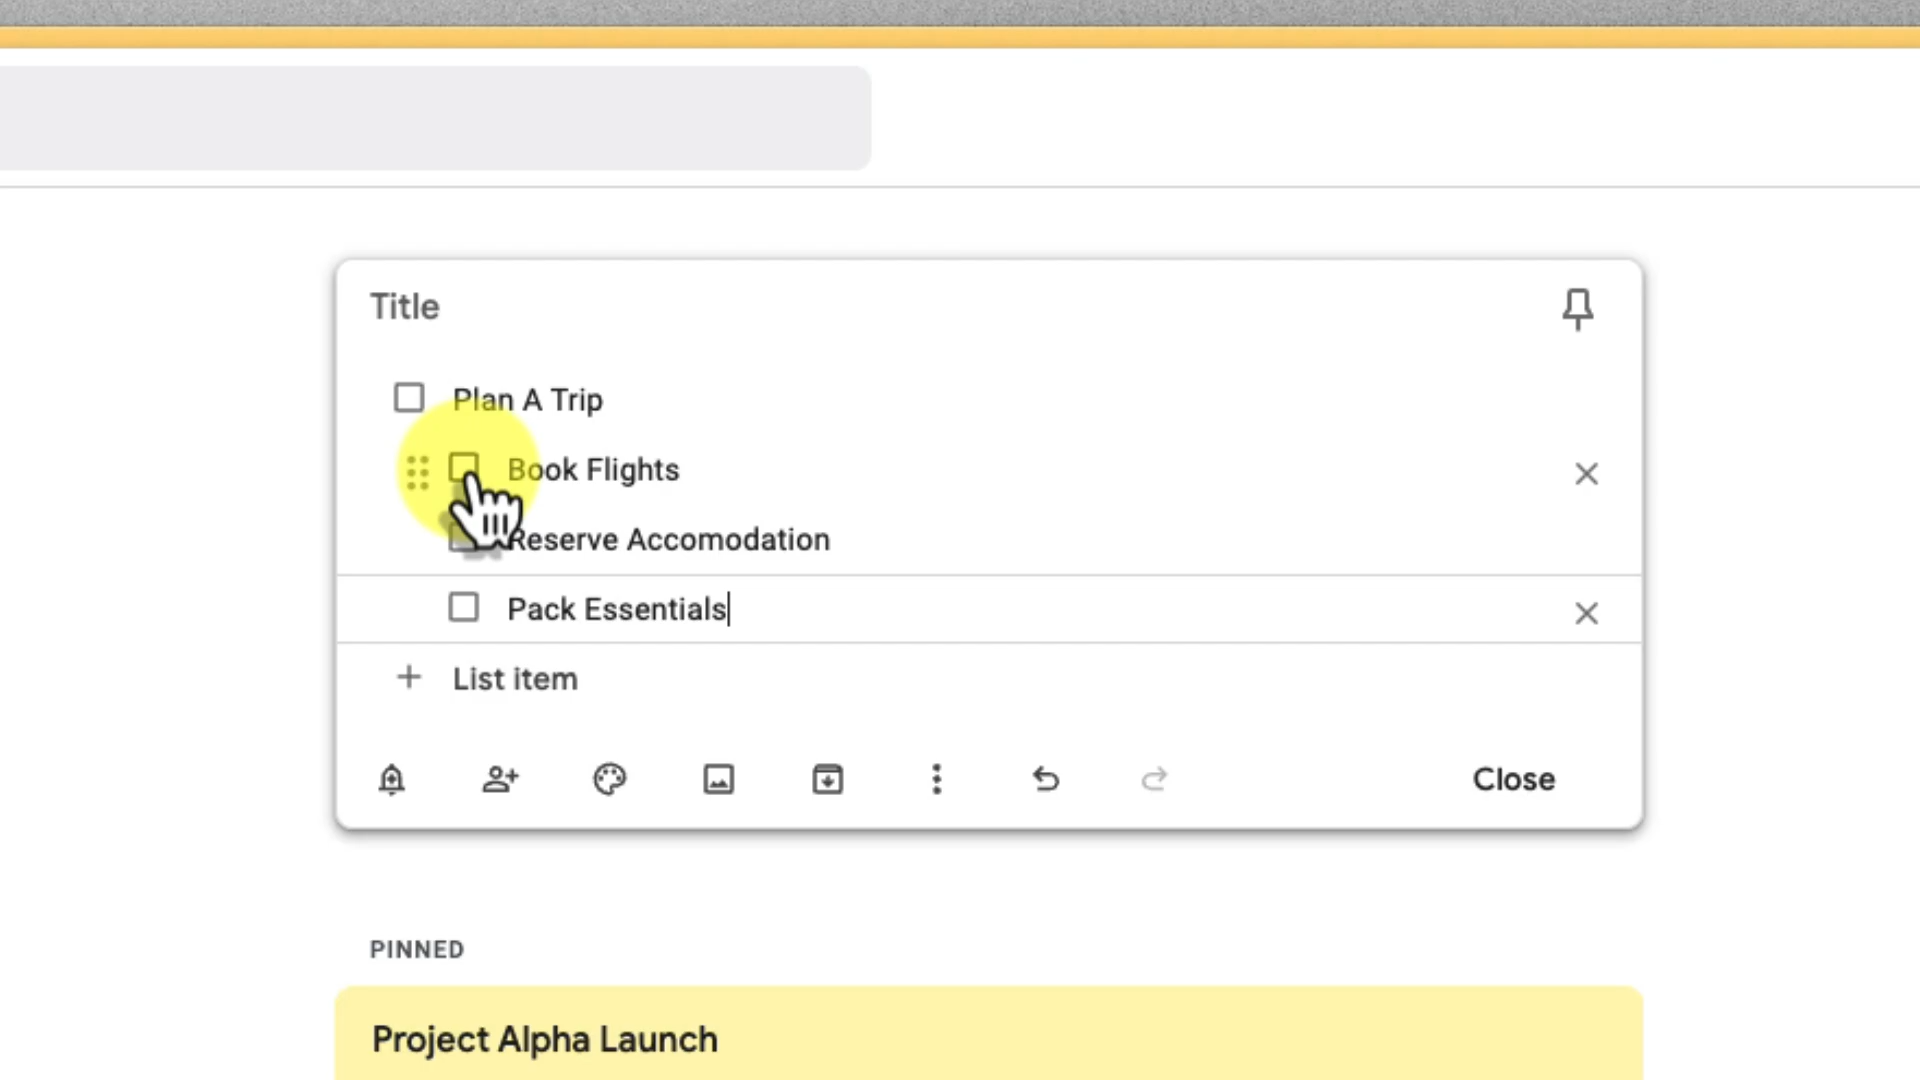 Title
Plan A Trip
Book Flights
Reserve Accomodation
Pack Essentials
List item
Close
PINNED
Project Alpha Launch